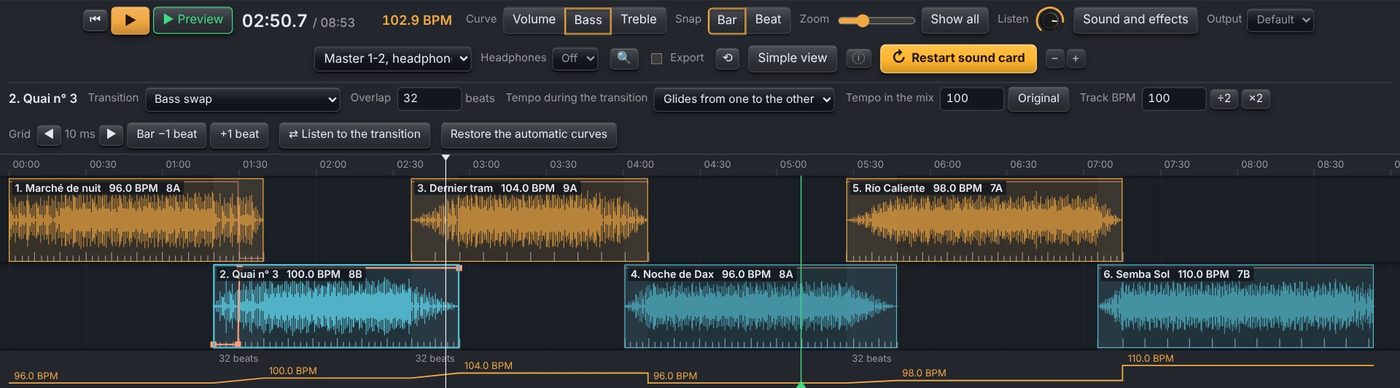 Preview 02:50.7 / 08:53 102.9 BPM Curve Volume Bass Treble Snap Bar Beat Zoom Show all Listen Sound and effects Output Default
Master 1-2, headphon Headphones Off Export Simple view Restart sound card − +
2. Quai n° 3 Transition Bass swap Overlap 32 beats Tempo during the transition Glides from one to the other Tempo in the mix 100 Original Track BPM 100 ÷2 ×2
Grid 10 ms Bar −1 beat +1 beat ⇄ Listen to the transition Restore the automatic curves
00:00 00:30 01:00 01:30 02:00 02:30 03:00 03:30 04:00 04:30 05:00 05:30 06:00 06:30 07:00 07:30 08:00 08:30
1. Marché de nuit 96.0 BPM 8A
3. Dernier tram 104.0 BPM 9A
5. Río Caliente 98.0 BPM 7A
2. Quai n° 3 100.0 BPM 8B
4. Noche de Dax 96.0 BPM 8A
6. Semba Sol 110.0 BPM 7B
32 beats 32 beats 32 beats
96.0 BPM 100.0 BPM 104.0 BPM 96.0 BPM 98.0 BPM 110.0 BPM